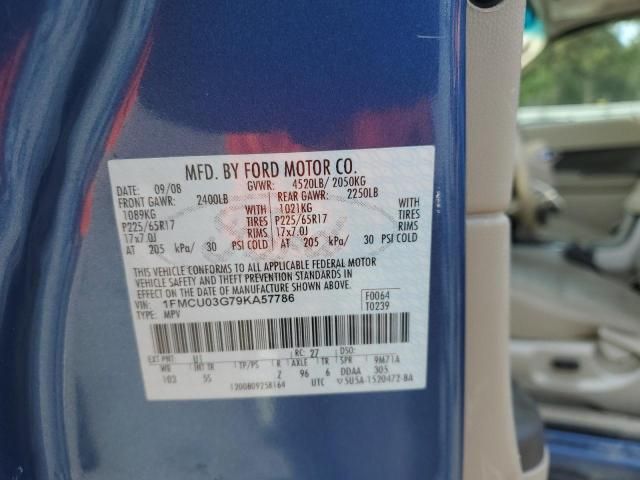 MFD. BY FORD MOTOR CO.
DATE: 09/08 GVWR: 4520LB/ 2050KG
FRONT GAWR: 2400LB REAR GAWR: 2250LB
1089KG WITH 1021KG WITH
P225/65R17 TIRES P225/65R17 TIRES
17x7.0J RIMS 17x7.0J RIMS
AT 205 kPa/ 30 PSI COLD AT 205 kPa/ 30 PSI COLD
THIS VEHICLE CONFORMS TO ALL APPLICABLE FEDERAL MOTOR
VEHICLE SAFETY AND THEFT PREVENTION STANDARDS IN
EFFECT ON THE DATE OF MANUFACTURE SHOWN ABOVE.
VIN: 1FMCU03G79KA57786 F0064
TYPE: MPV T0239
EXT PNT: U1 RC: 27 DSO:
WB INT TR TP/PS R AXLE TR SPR 9M71A
103 55 2 96 6 DDAA 305
1200809258164 UTC 5U5A-1520472-BA